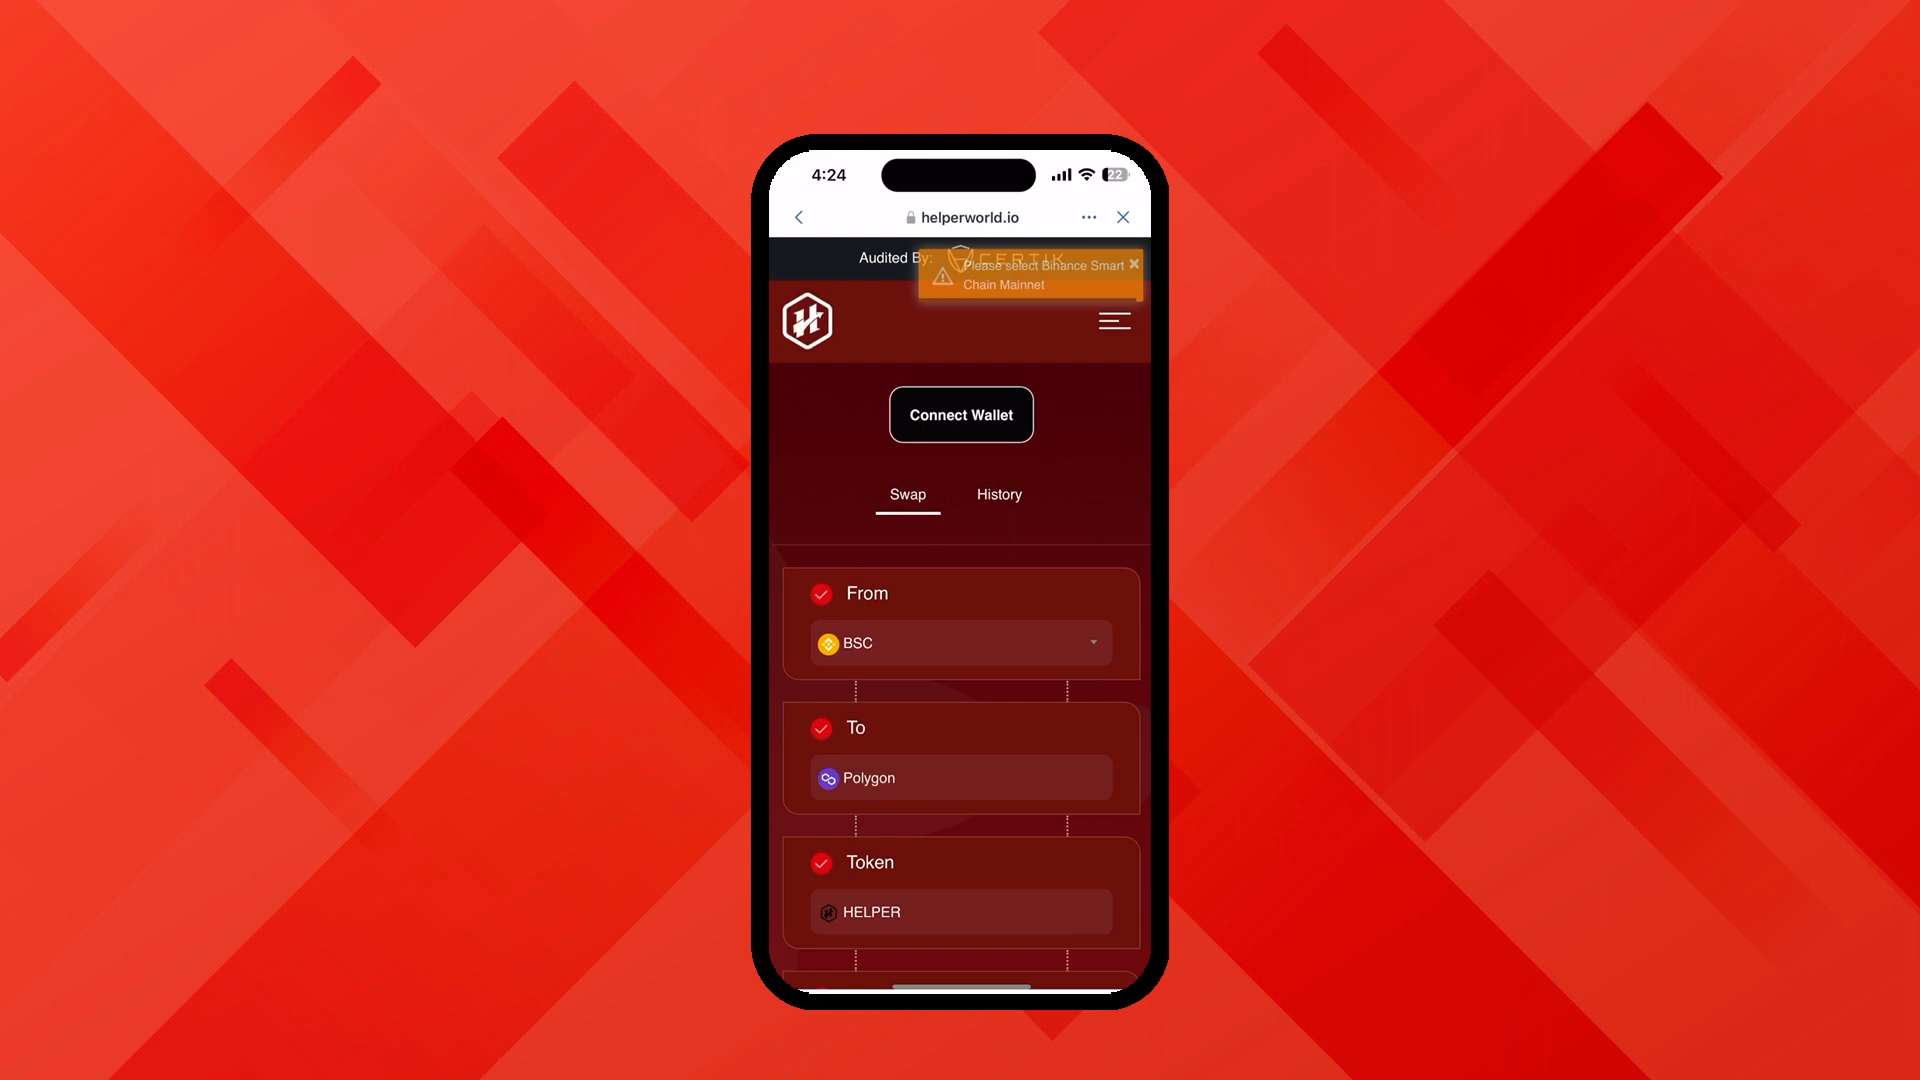 4:24
22
helperworld.io
Audited By: CERTIK
Please select Binance Smart
Chain Mainnet
Connect Wallet
Swap History
From
BSC
To
Polygon
Token
HELPER